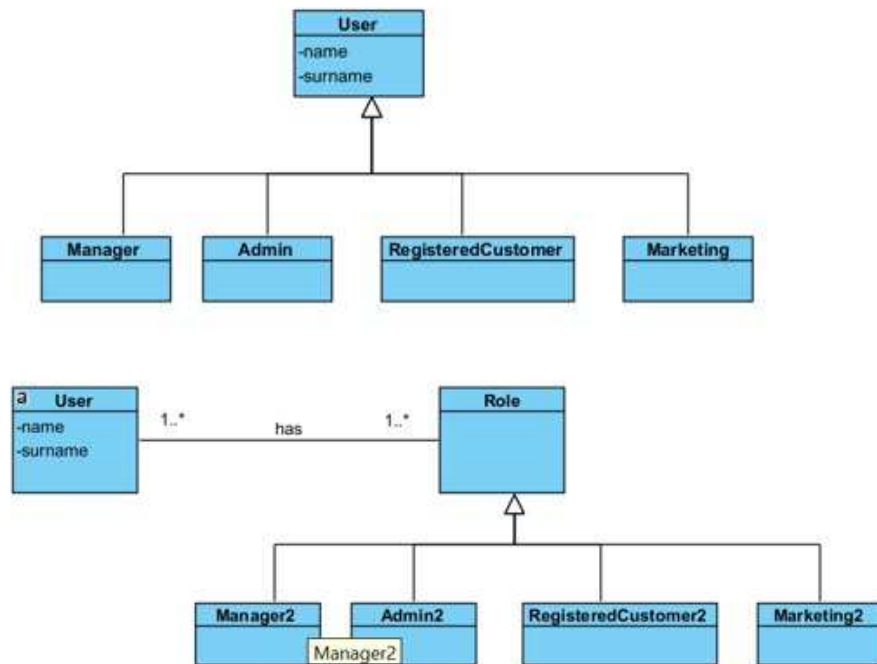 User
-name
-surname
Manager
Admin
RegisteredCustomer
Marketing
a
User
-name
-surname
1..*
has
1..*
Role
Manager2
Admin2
RegisteredCustomer2
Marketing2
Manager2